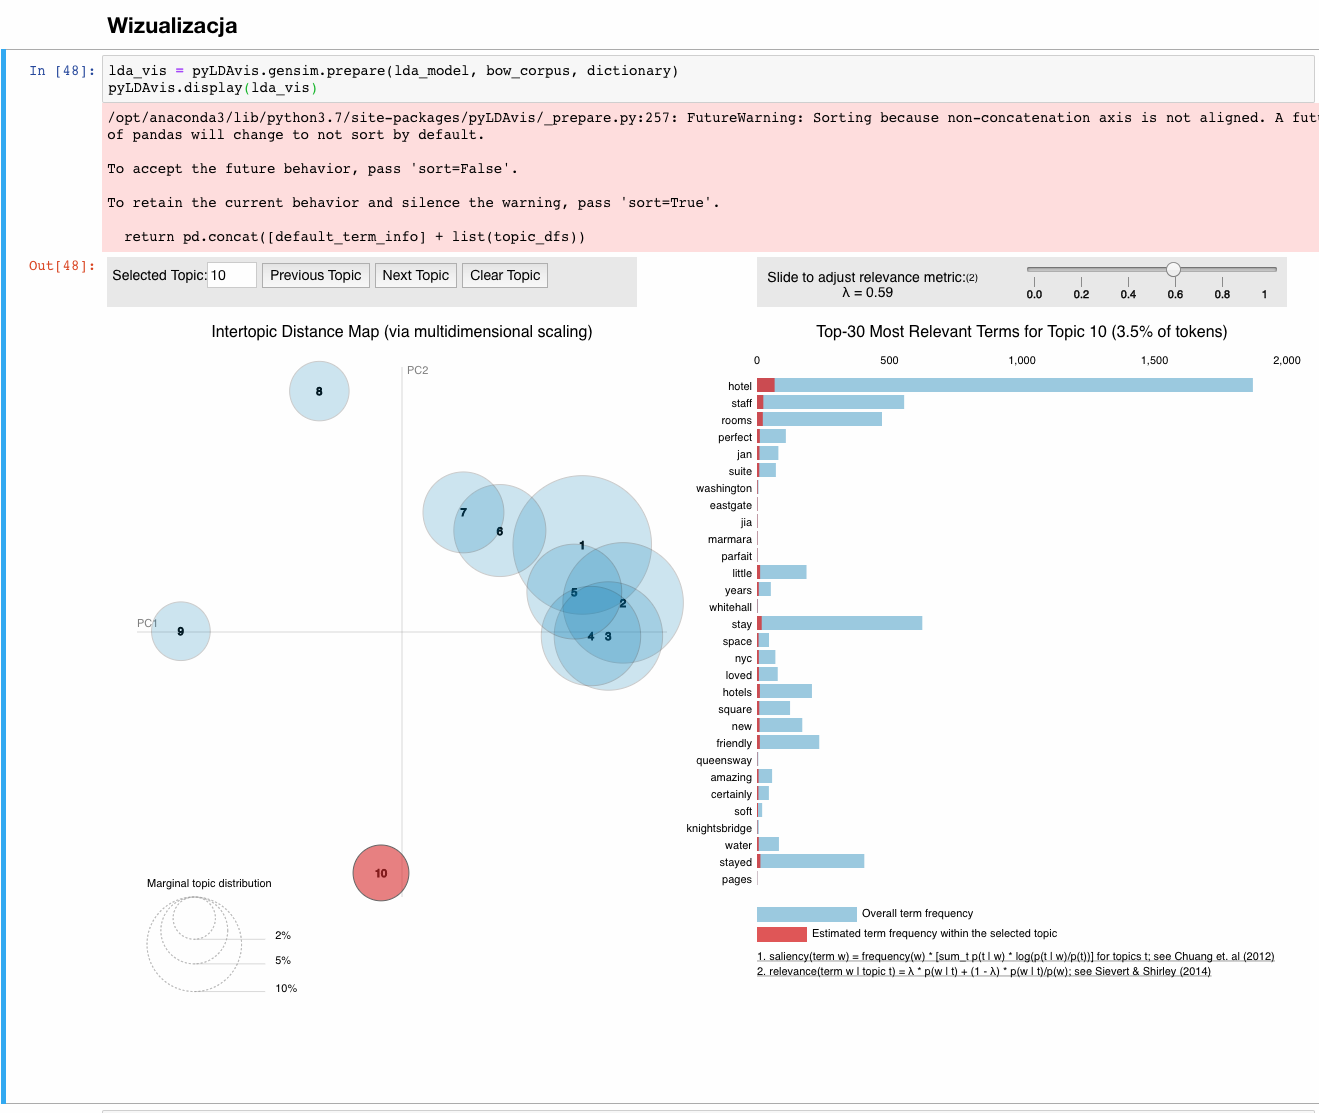 Wizualizacja
In [48]:
lda_vis = pyLDAvis.gensim.prepare(lda_model, bow_corpus, dictionary)
pyLDAvis.display(lda_vis)
/opt/anaconda3/lib/python3.7/site-packages/pyLDAvis/_prepare.py:257: FutureWarning: Sorting because non-concatenation axis is not aligned. A
of pandas will change to not sort by default.
To accept the future behavior, pass 'sort=False'.
To retain the current behavior and silence the warning, pass 'sort=True'.
return pd.concat([default_term_info] + list(topic_dfs))
Out[48]:
Selected Topic: 10 Previous Topic Next Topic Clear Topic
Slide to adjust relevance metric:(2)
λ = 0.59
0.0 0.2 0.4 0.6 0.8 1
Intertopic Distance Map (via multidimensional scaling)
PC2
8
7
6
1
5
2
4 3
PC1
9
10
Marginal topic distribution
2%
5%
10%
Top-30 Most Relevant Terms for Topic 10 (3.5% of tokens)
0 500 1,000 1,500 2,000
hotel
staff
rooms
perfect
jan
suite
washington
eastgate
jia
marmara
parfait
little
years
whitehall
stay
space
nyc
loved
hotels
square
new
friendly
queensway
amazing
certainly
soft
knightsbridge
water
stayed
pages
Overall term frequency
Estimated term frequency within the selected topic
1. saliency(term w) = frequency(w) * [sum_t p(t | w) * log(p(t | w)/p(t))] for topics t; see Chuang et. al (2012)
2. relevance(term w | topic t) = λ * p(w | t) + (1 - λ) * p(w | t)/p(w); see Sievert & Shirley (2014)